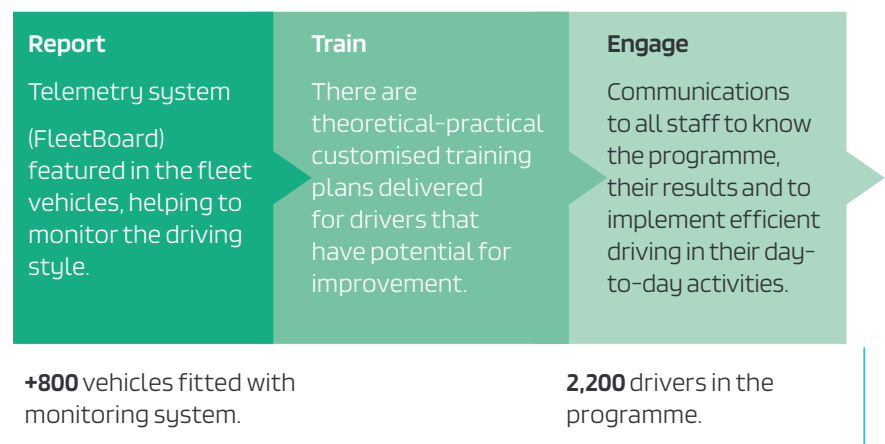 Report
Telemetry system
(FleetBoard)
featured in the fleet
vehicles, helping to
monitor the driving
style.
Train
There are
theoretical-practical
customised training
plans delivered
for drivers that
have potential for
improvement.
Engage
Communications
to all staff to know
the programme,
their results and to
implement efficient
driving in their day-
to-day activities.
+800 vehicles fitted with
monitoring system.
2,200 drivers in the
programme.